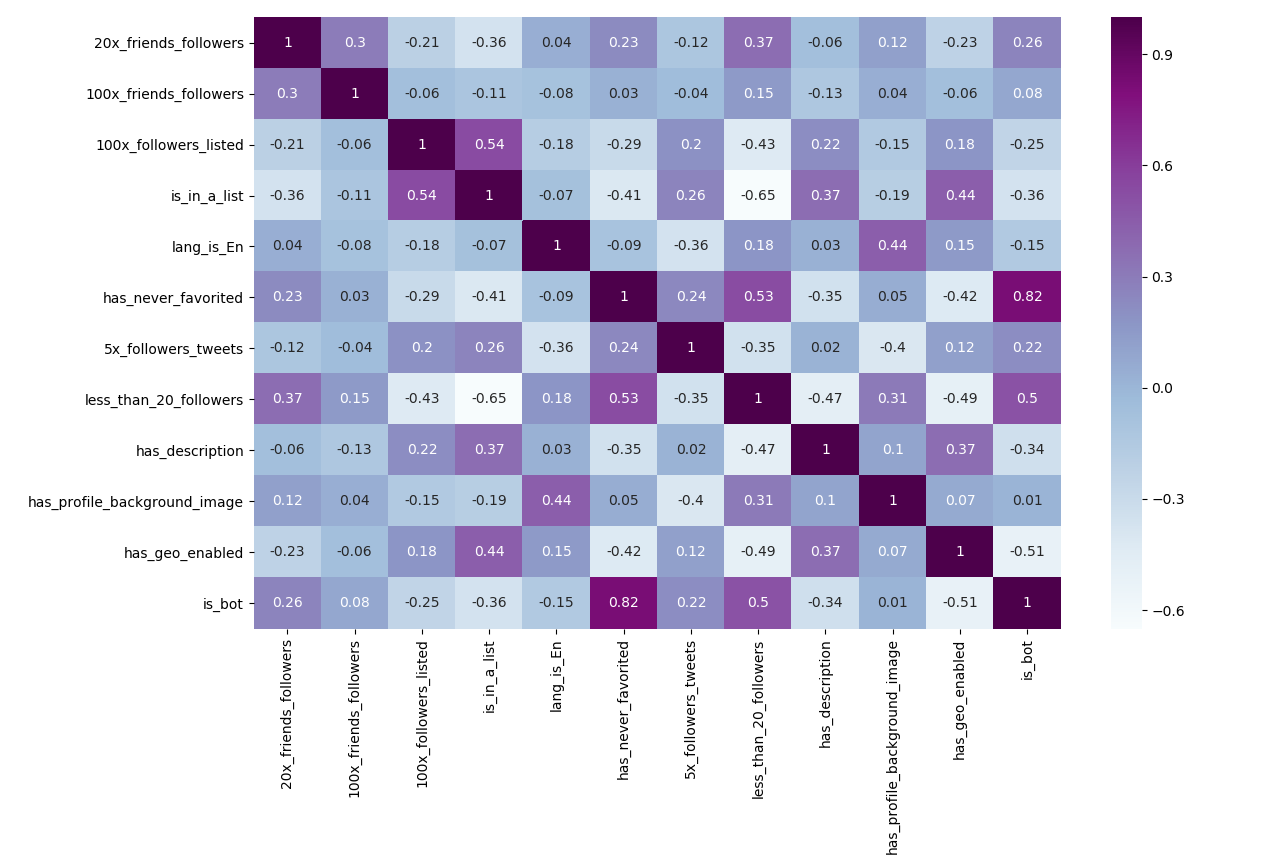 20x_friends_followers 1 0.3 -0.21 -0.36 0.04 0.23 -0.12 0.37 -0.06 0.12 -0.23 0.26
100x_friends_followers 0.3 1 -0.06 -0.11 -0.08 0.03 -0.04 0.15 -0.13 0.04 -0.06 0.08
100x_followers_listed -0.21 -0.06 1 0.54 -0.18 -0.29 0.2 -0.43 0.22 -0.15 0.18 -0.25
is_in_a_list -0.36 -0.11 0.54 1 -0.07 -0.41 0.26 -0.65 0.37 -0.19 0.44 -0.36
lang_is_En 0.04 -0.08 -0.18 -0.07 1 -0.09 -0.36 0.18 0.03 0.44 0.15 -0.15
has_never_favorited 0.23 0.03 -0.29 -0.41 -0.09 1 0.24 0.53 -0.35 0.05 -0.42 0.82
5x_followers_tweets -0.12 -0.04 0.2 0.26 -0.36 0.24 1 -0.35 0.02 -0.4 0.12 0.22
less_than_20_followers 0.37 0.15 -0.43 -0.65 0.18 0.53 -0.35 1 -0.47 0.31 -0.49 0.5
has_description -0.06 -0.13 0.22 0.37 0.03 -0.35 0.02 -0.47 1 0.1 0.37 -0.34
has_profile_background_image 0.12 0.04 -0.15 -0.19 0.44 0.05 -0.4 0.31 0.1 1 0.07 0.01
has_geo_enabled -0.23 -0.06 0.18 0.44 0.15 -0.42 0.12 -0.49 0.37 0.07 1 -0.51
is_bot 0.26 0.08 -0.25 -0.36 -0.15 0.82 0.22 0.5 -0.34 0.01 -0.51 1
20x_friends_followers
100x_friends_followers
100x_followers_listed
is_in_a_list
lang_is_En
has_never_favorited
5x_followers_tweets
less_than_20_followers
has_description
has_profile_background_image
has_geo_enabled
is_bot
0.9
0.6
0.3
0.0
−0.3
−0.6